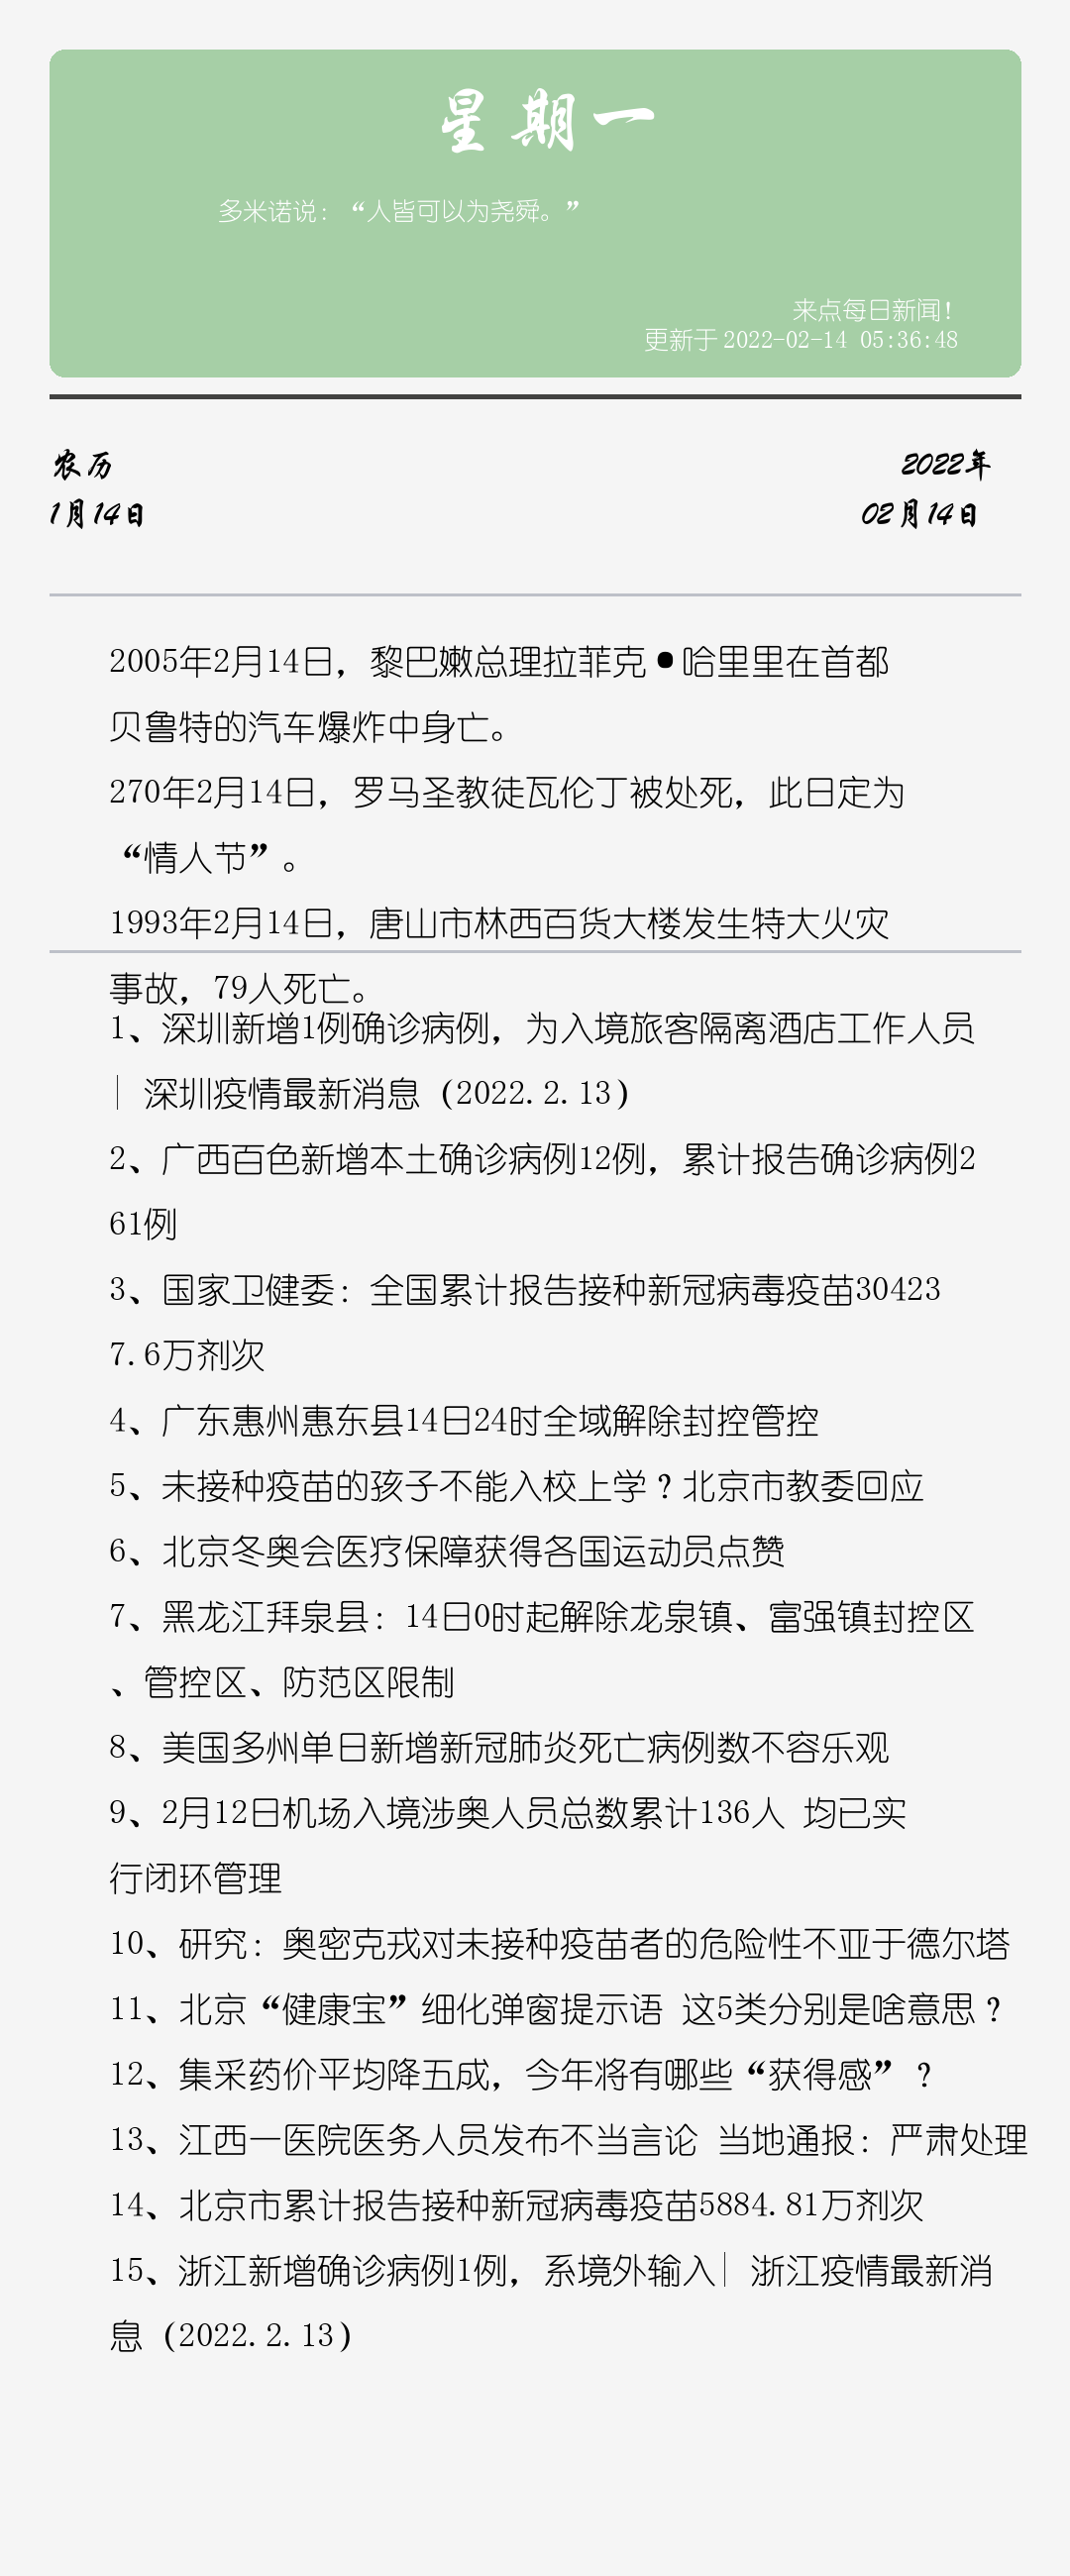 星期一
多米诺说：“人皆可以为尧舜。”
来点每日新闻！
更新于 2022-02-14 05:36:48
农历
2022年
1月14日
02月14日
2005年2月14日，黎巴嫩总理拉菲克•哈里里在首都
贝鲁特的汽车爆炸中身亡。
270年2月14日，罗马圣教徒瓦伦丁被处死，此日定为
“情人节”。
1993年2月14日，唐山市林西百货大楼发生特大火灾
事故，79人死亡。
1、深圳新增1例确诊病例，为入境旅客隔离酒店工作人员
｜深圳疫情最新消息（2022.2.13）
2、广西百色新增本土确诊病例12例，累计报告确诊病例2
61例
3、国家卫健委：全国累计报告接种新冠病毒疫苗30423
7.6万剂次
4、广东惠州惠东县14日24时全域解除封控管控
5、未接种疫苗的孩子不能入校上学？北京市教委回应
6、北京冬奥会医疗保障获得各国运动员点赞
7、黑龙江拜泉县：14日0时起解除龙泉镇、富强镇封控区
、管控区、防范区限制
8、美国多州单日新增新冠肺炎死亡病例数不容乐观
9、2月12日机场入境涉奥人员总数累计136人 均已实
行闭环管理
10、研究：奥密克戎对未接种疫苗者的危险性不亚于德尔塔
11、北京“健康宝”细化弹窗提示语 这5类分别是啥意思？
12、集采药价平均降五成，今年将有哪些“获得感”？
13、江西一医院医务人员发布不当言论 当地通报：严肃处理
14、北京市累计报告接种新冠病毒疫苗5884.81万剂次
15、浙江新增确诊病例1例，系境外输入｜浙江疫情最新消
息（2022.2.13）